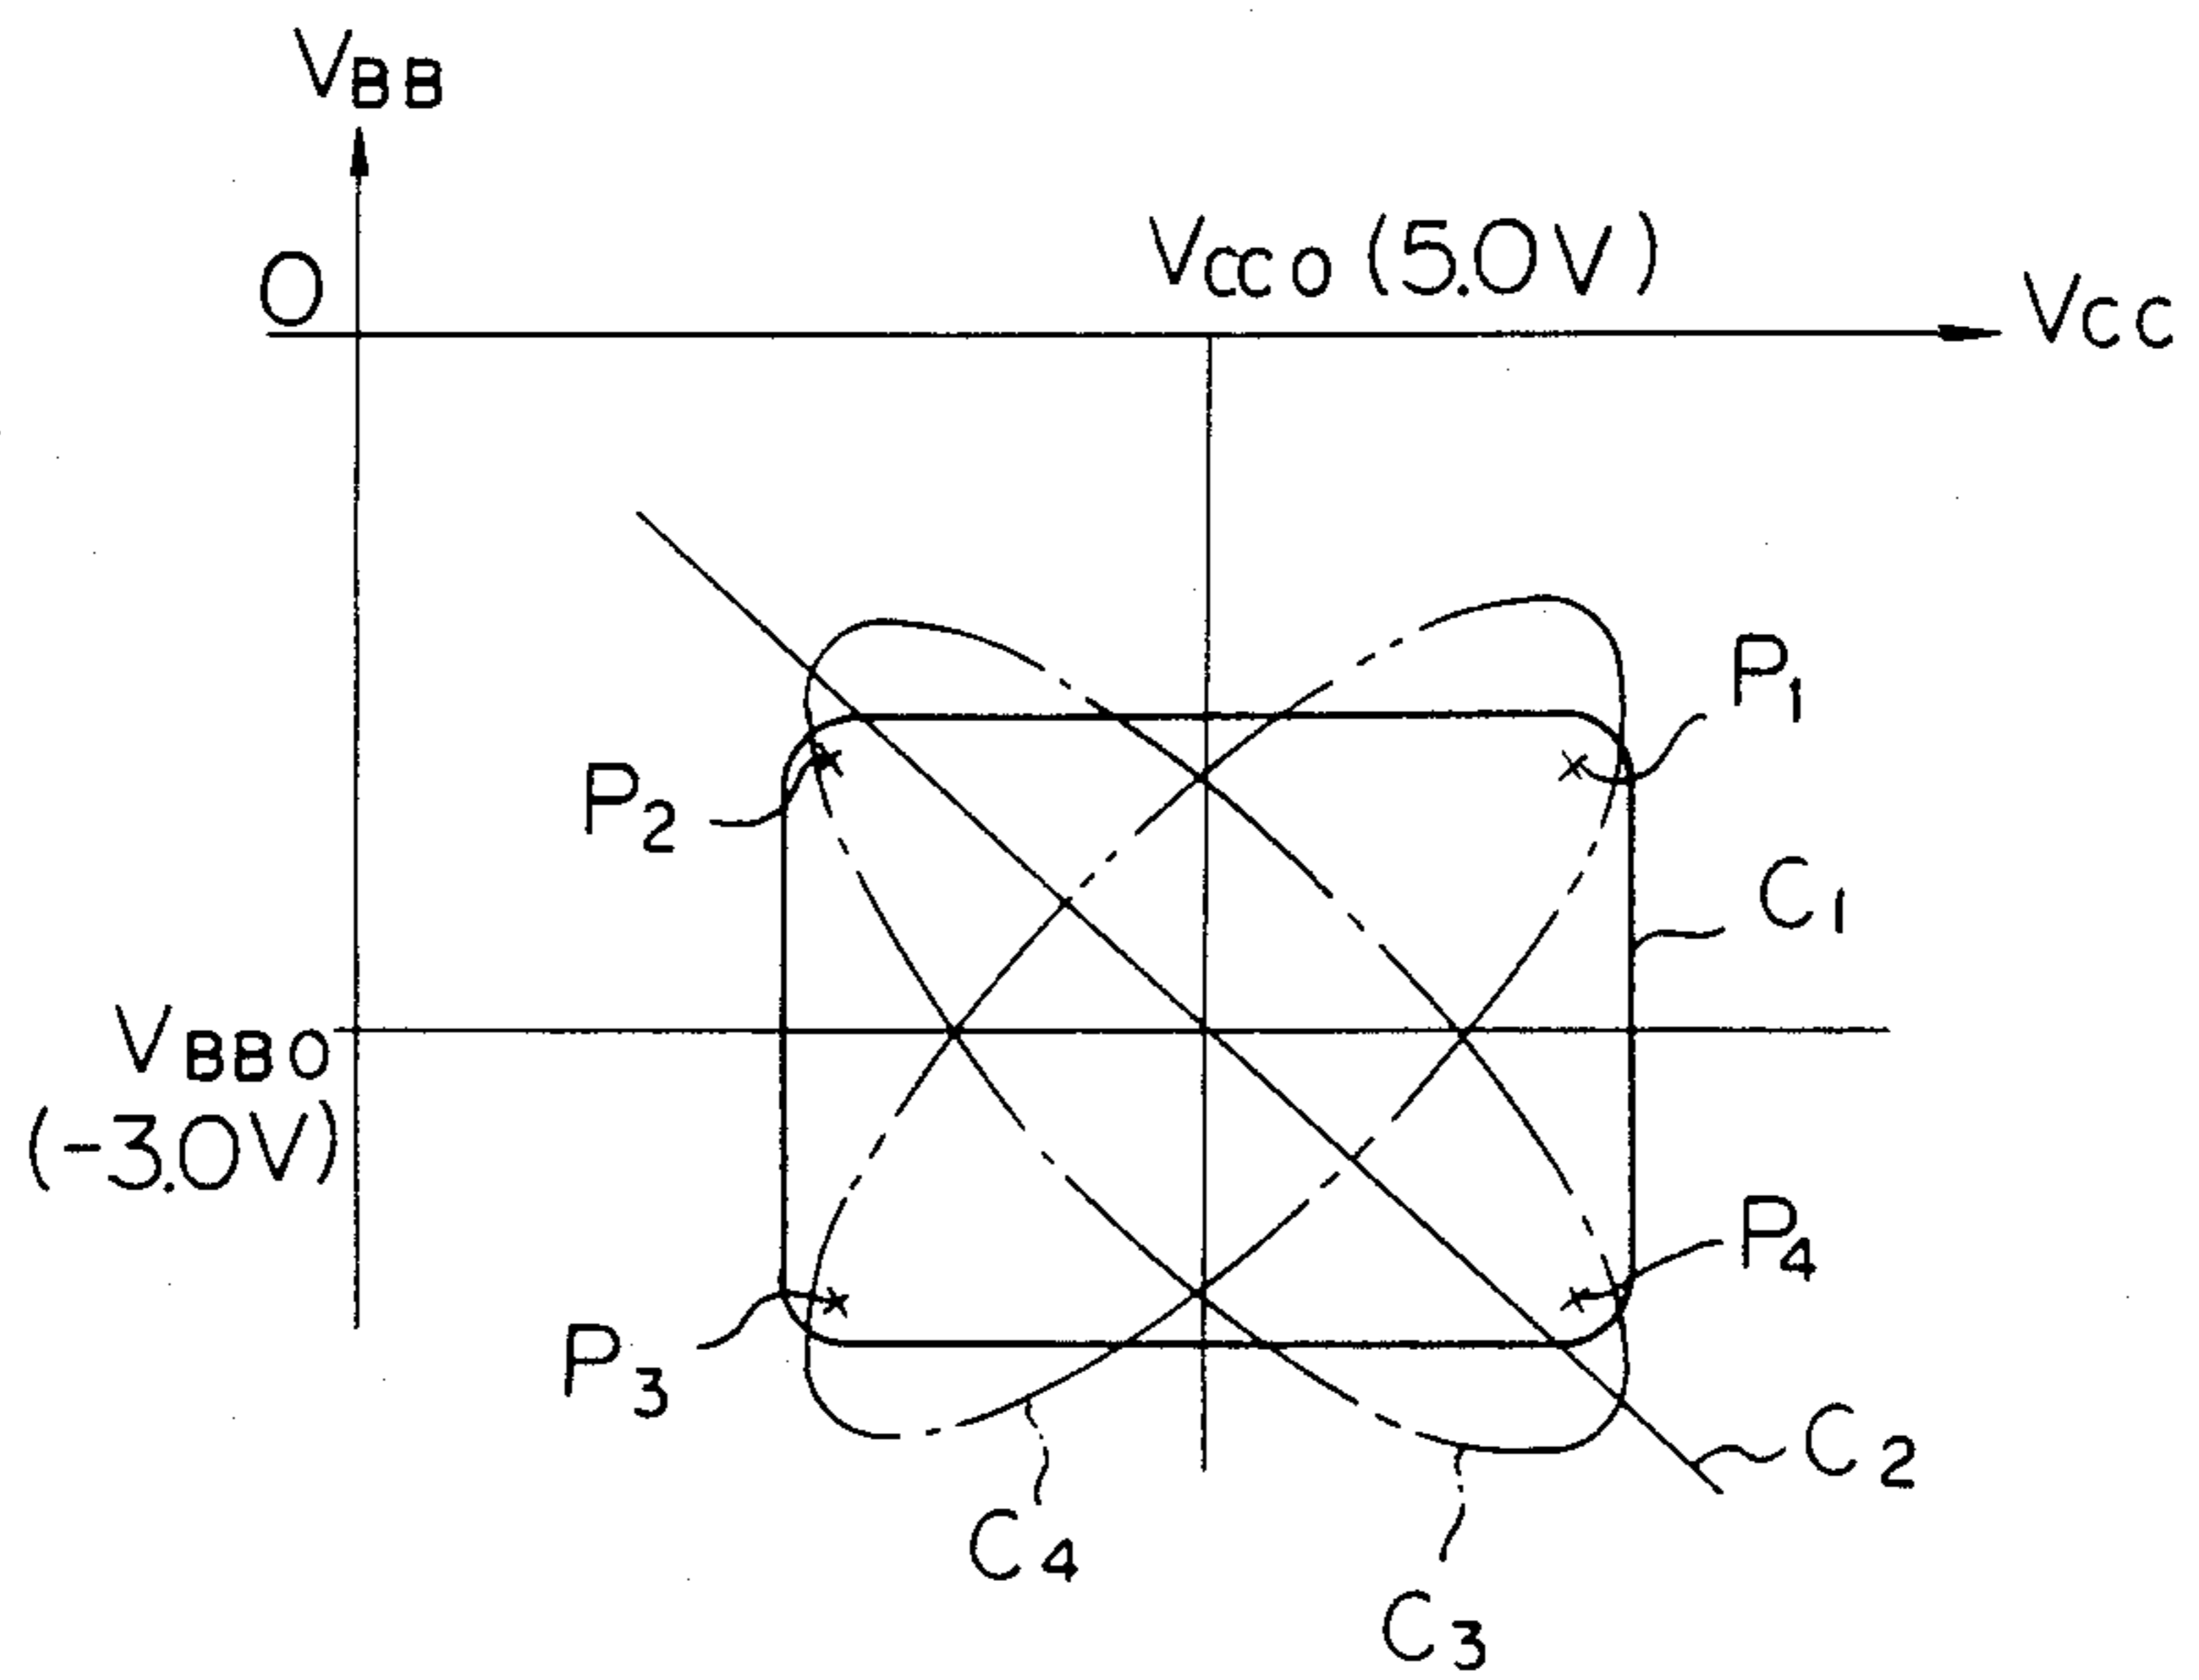 VBB
O
VCCO (5.0V)
VCC
P1
P2
C1
VBBO
(-3.0V)
P4
P3
C2
C4
C3